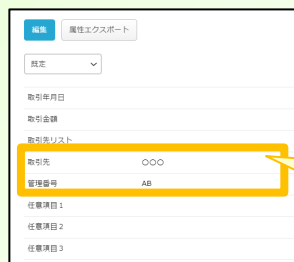 編集 属性エクスポート
既定
取引年月日
取引金額
取引先リスト
取引先 〇〇〇
管理番号 AB
任意項目1
任意項目2
任意項目3